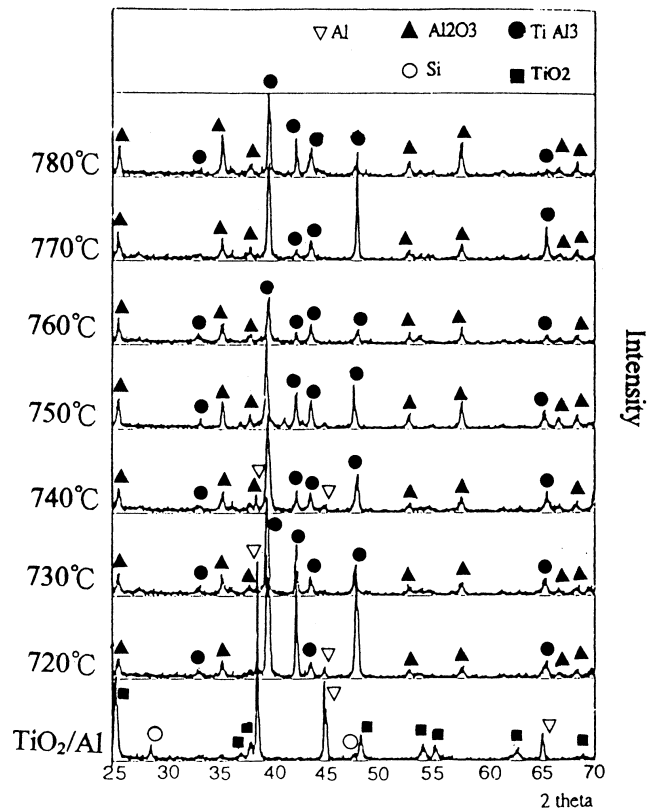 ▽ Al ▲ Al2O3 ● Ti Al3
○ Si ■ TiO2
780°C
770°C
760°C
750°C
740°C
730°C
720°C
TiO2/Al
Intensity
25 30 35 40 45 50 55 60 65 70
2 theta